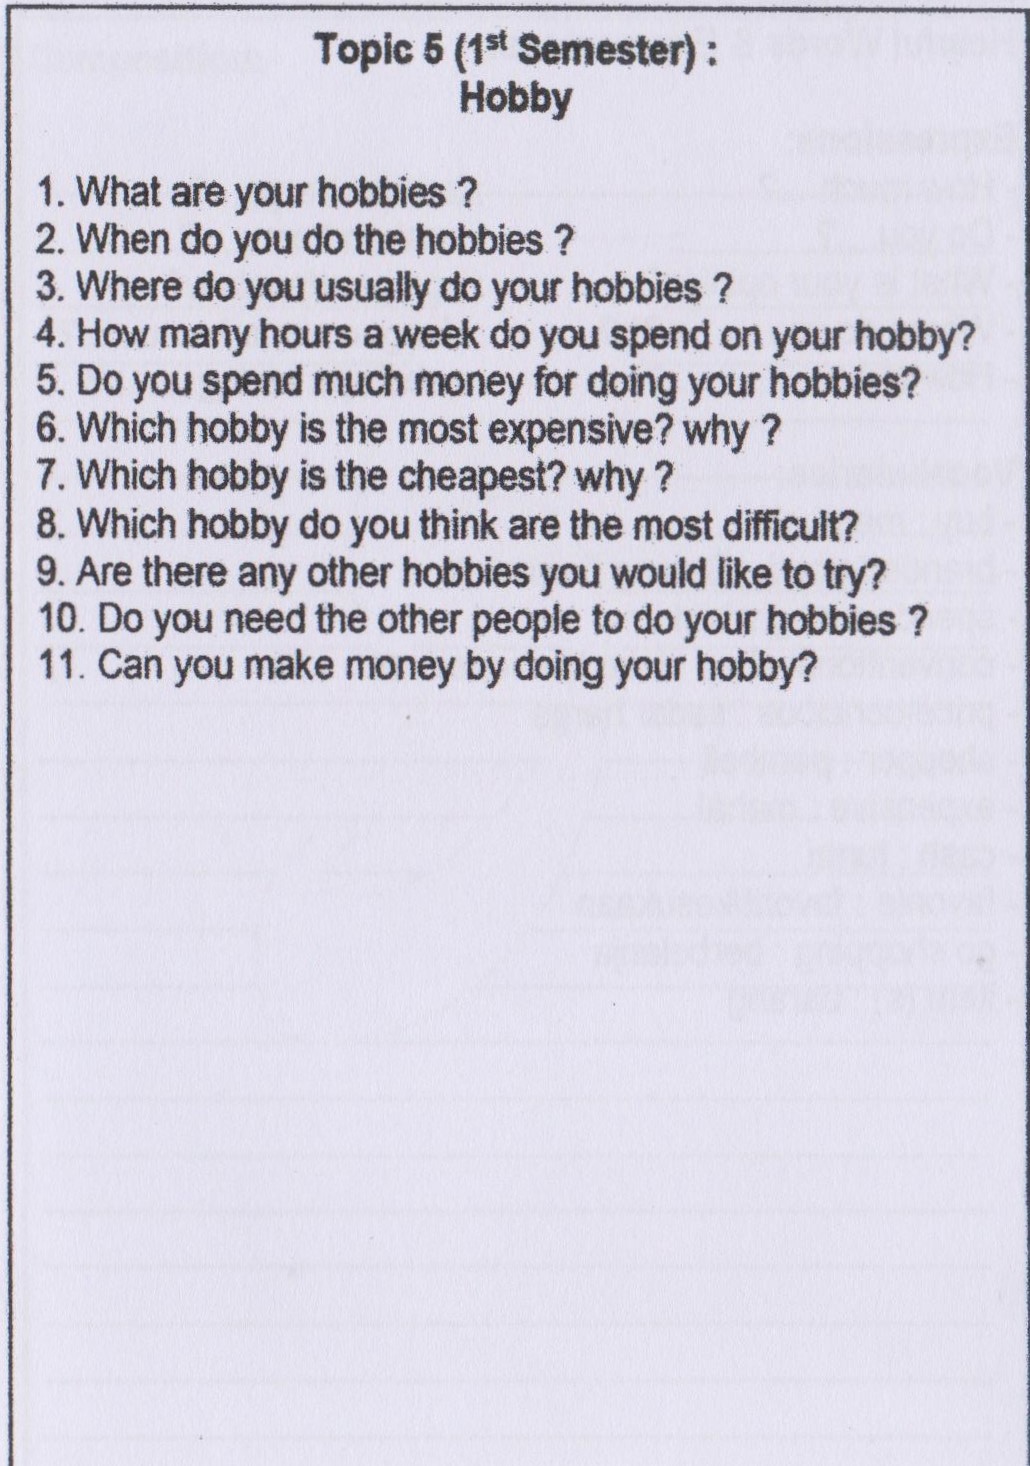 Topic 5 (1st Semester) :
Hobby
1. What are your hobbies ?
2. When do you do the hobbies ?
3. Where do you usually do your hobbies ?
4. How many hours a week do you spend on your hobby?
5. Do you spend much money for doing your hobbies?
6. Which hobby is the most expensive? why ?
7. Which hobby is the cheapest? why ?
8. Which hobby do you think are the most difficult?
9. Are there any other hobbies you would like to try?
10. Do you need the other people to do your hobbies ?
11. Can you make money by doing your hobby?